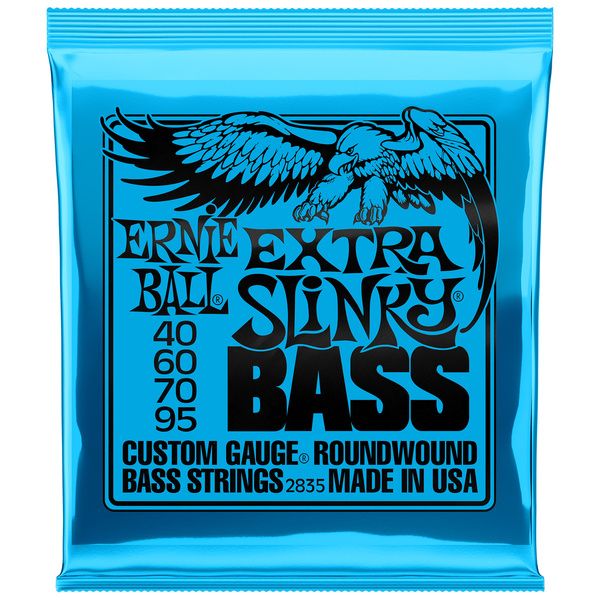 ERNIE
BALL®
EXTRA
SLINKY®
BASS
40
60
70
95
CUSTOM GAUGE® ROUNDWOUND
BASS STRINGS 2835 MADE IN USA